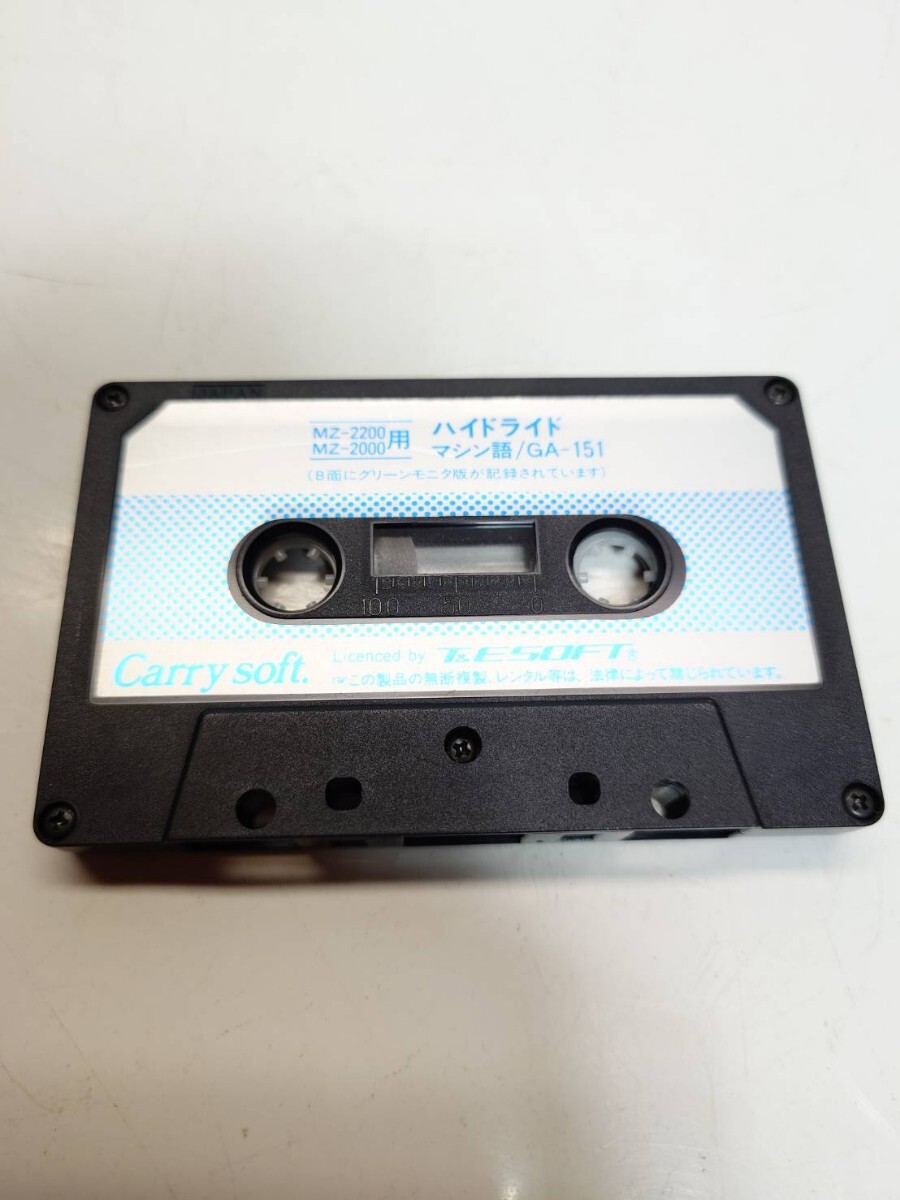 JAPAN
MZ-2200
MZ-2000用
ハイドライド
マシン語/GA-151
(B面にグリーンモニタ版が記録されています)
100 50 0
Carry soft.
Licenced by T&ESOFT®
☞この製品の無断複製、レンタル等は、法律によって禁じられています。